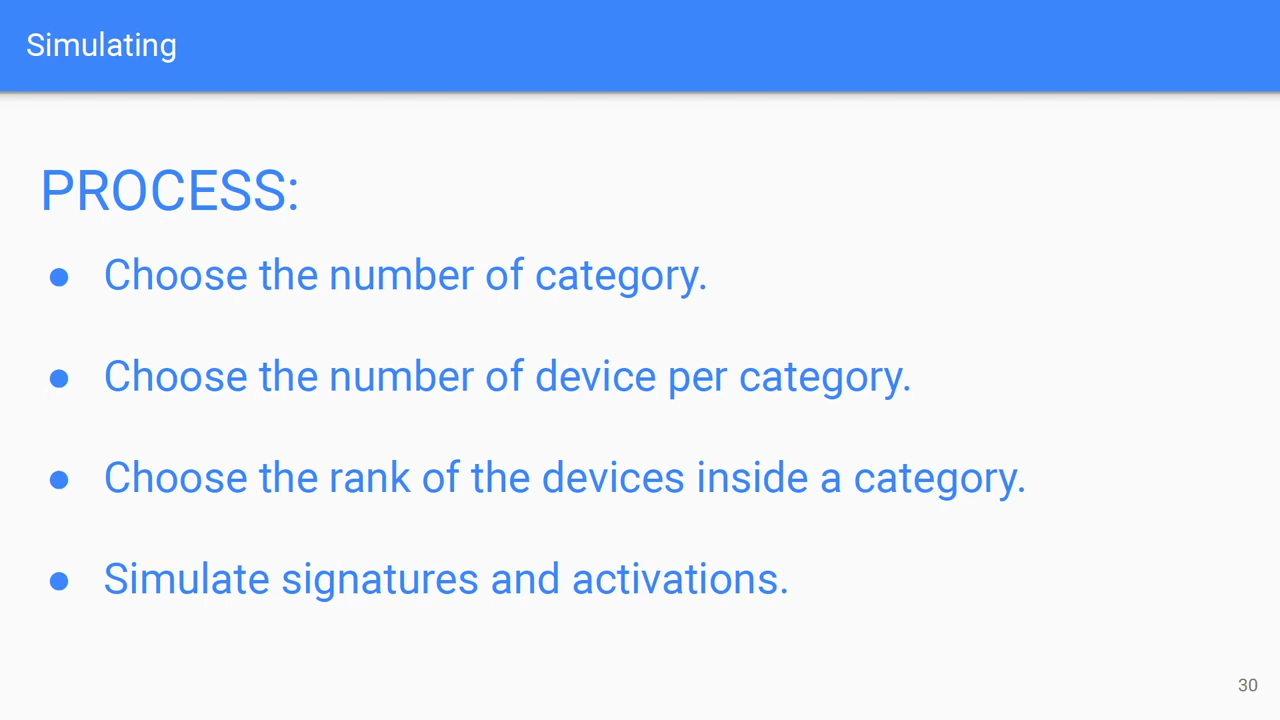 Simulating
PROCESS:
● Choose the number of category.
● Choose the number of device per category.
● Choose the rank of the devices inside a category.
● Simulate signatures and activations.
30